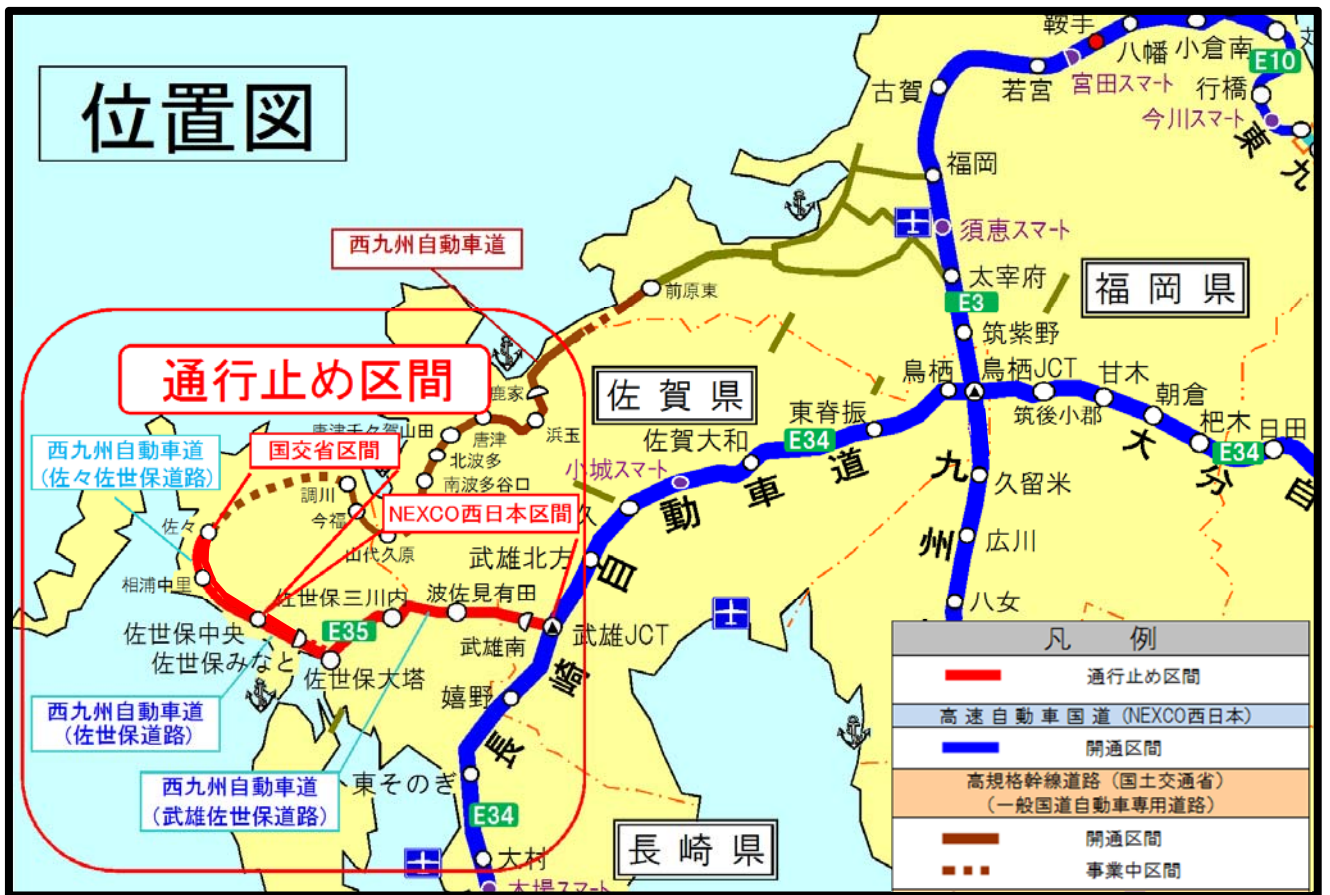 位置図
鞍手
八幡
小倉南
E10
古賀
若宮
宮田スマート
行橋
今川スマート
東九
福岡
須恵スマート
西九州自動車道
前原東
太宰府
福岡県
E3
筑紫野
通行止め区間
鹿家
佐賀県
鳥栖
鳥栖JCT
甘木
朝倉
筑後小郡
杷木
日田
E34
唐津千々賀山田
唐津
浜玉
東脊振
佐賀大和
E34
大分自
西九州自動車道
(佐々佐世保道路)
国交省区間
北波多
小城スマート
南波多谷口
調川
NEXCO西日本区間
久
久留米
佐々
今福
山代久原
武雄北方
広川
長崎自動車道
九州
相浦中里
佐世保三川内
波佐見有田
八女
佐世保中央
E35
武雄南
武雄JCT
佐世保みなと
佐世保大塔
嬉野
西九州自動車道
(佐世保道路)
西九州自動車道
(武雄佐世保道路)
東そのぎ
E34
大村
長崎県
木場スマート
凡 例
通行止め区間
高速自動車国道(NEXCO西日本)
開通区間
高規格幹線道路(国土交通省)
(一般国道自動車専用道路)
開通区間
事業中区間